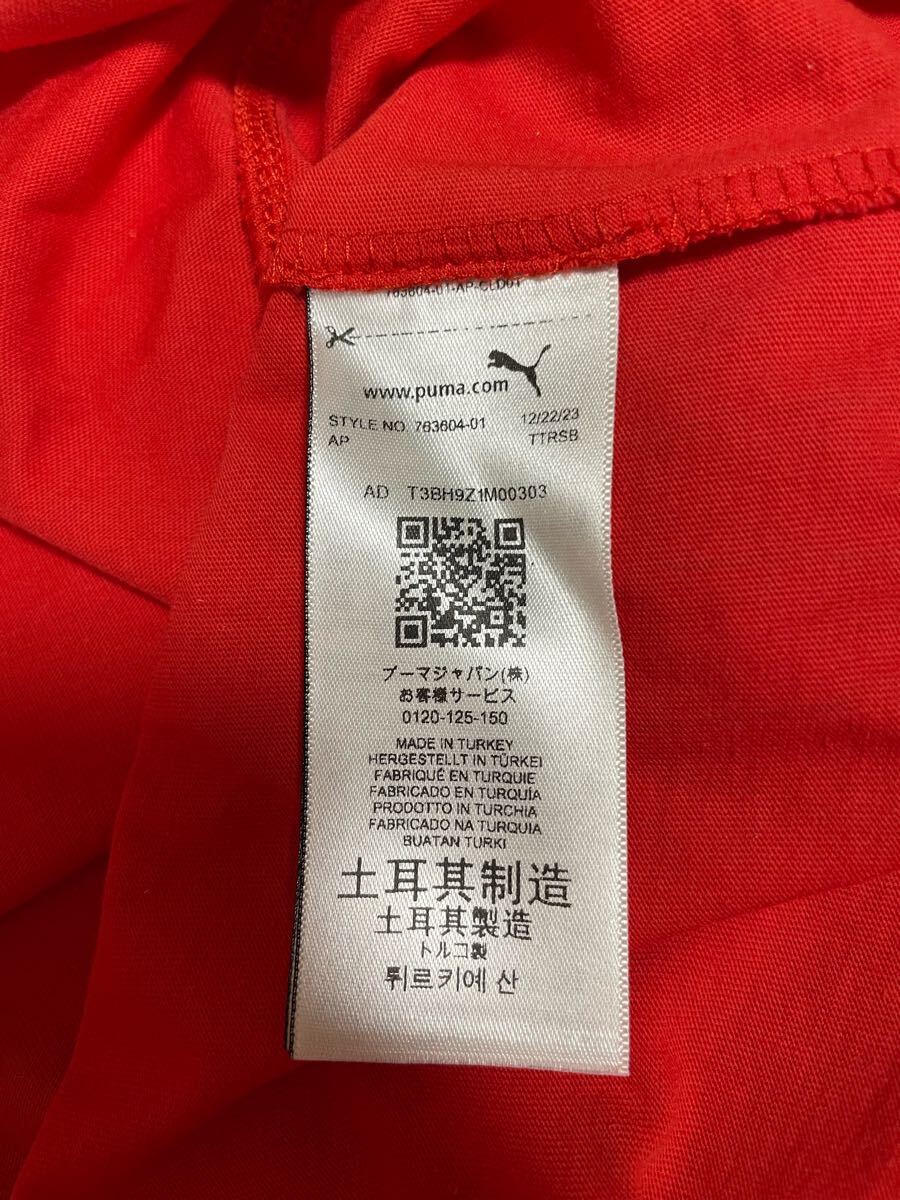 www.puma.com
STYLE NO 763604-01 12/22/23
AP TTRSB
AD T3BH9Z1M00303
プーマジャパン(株)
お客様サービス
0120-125-150
MADE IN TURKEY
HERGESTELLT IN TÜRKEI
FABRIQUÉ EN TURQUIE
FABRICADO EN TURQUÍA
PRODOTTO IN TURCHIA
FABRICADO NA TURQUIA
BUATAN TURKI
土耳其制造
土耳其製造
トルコ製
튀르키예 산